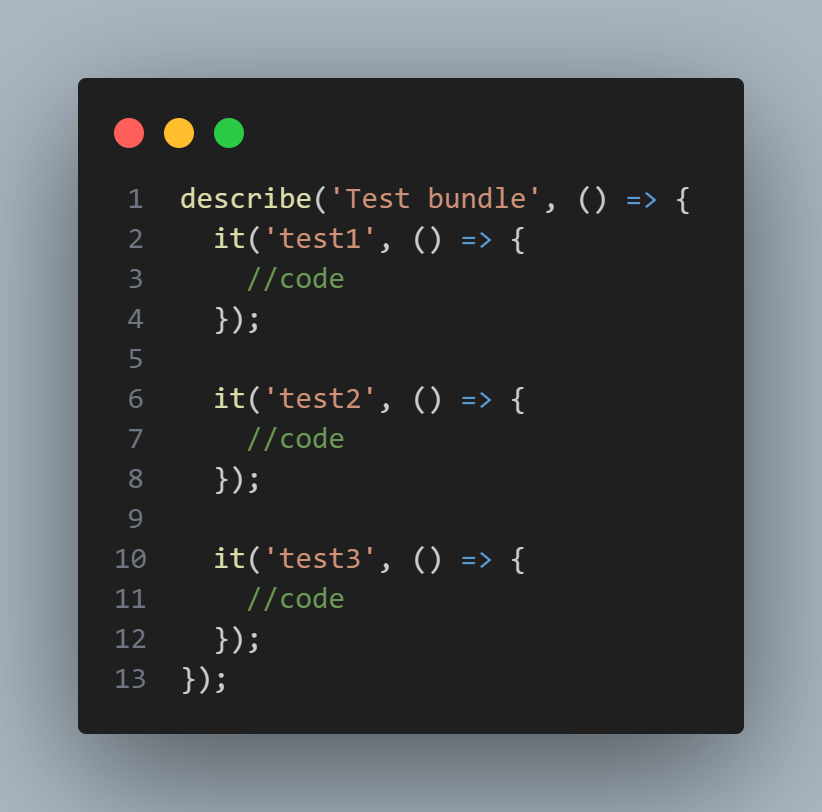 1 describe('Test bundle', () => {
2   it('test1', () => {
3     //code
4   });
5
6   it('test2', () => {
7     //code
8   });
9
10   it('test3', () => {
11     //code
12   });
13 });